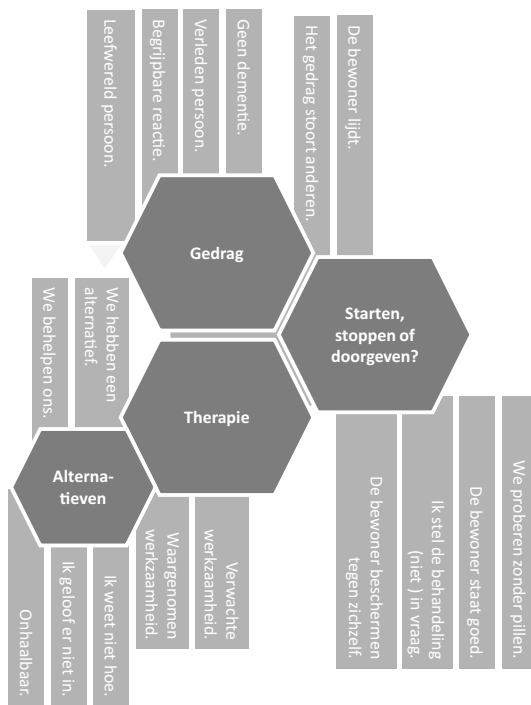 Leefwereld persoon.
Begrijpbare reactie.
Verleden persoon.
Geen dementie.
Het gedrag stoort anderen.
De bewoner lijdt.
Gedrag
Starten,
stoppen of
doorgeven?
We behelpen ons.
We hebben een
alternatief.
Therapie
Alterna-
tieven
Onhaalbaar.
Ik geloof er niet in.
Ik weet niet hoe.
Waargenomen
werkzaamheid.
Verwachte
werkzaamheid.
De bewoner beschermen
tegen zichzelf.
Ik stel de behandeling
(niet ) in vraag.
De bewoner staat goed.
We proberen zonder pillen.